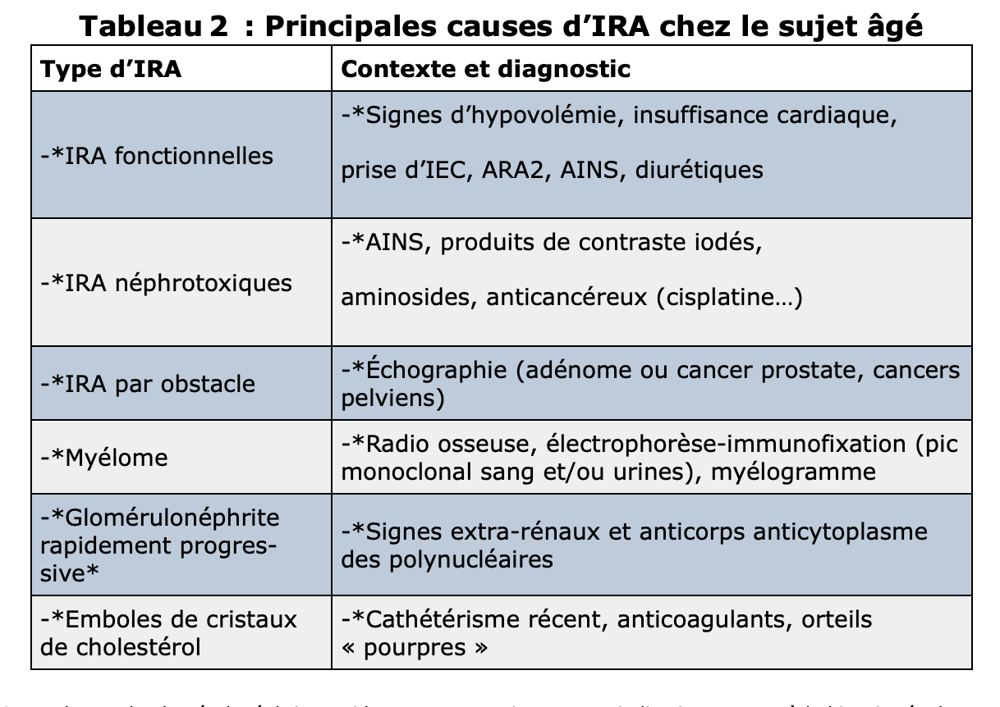 Tableau 2 : Principales causes d’IRA chez le sujet âgé
Type d’IRA
Contexte et diagnostic
-*IRA fonctionnelles
-*Signes d’hypovolémie, insuffisance cardiaque,
prise d’IEC, ARA2, AINS, diurétiques
-*IRA néphrotoxiques
-*AINS, produits de contraste iodés,
aminosides, anticancéreux (cisplatine…)
-*IRA par obstacle
-*Échographie (adénome ou cancer prostate, cancers
pelviens)
-*Myélome
-*Radio osseuse, électrophorèse-immunofixation (pic
monoclonal sang et/ou urines), myélogramme
-*Glomérulonéphrite
rapidement progres-
sive*
-*Signes extra-rénaux et anticorps anticytoplasme
des polynucléaires
-*Emboles de cristaux
de cholestérol
-*Cathétérisme récent, anticoagulants, orteils
« pourpres »